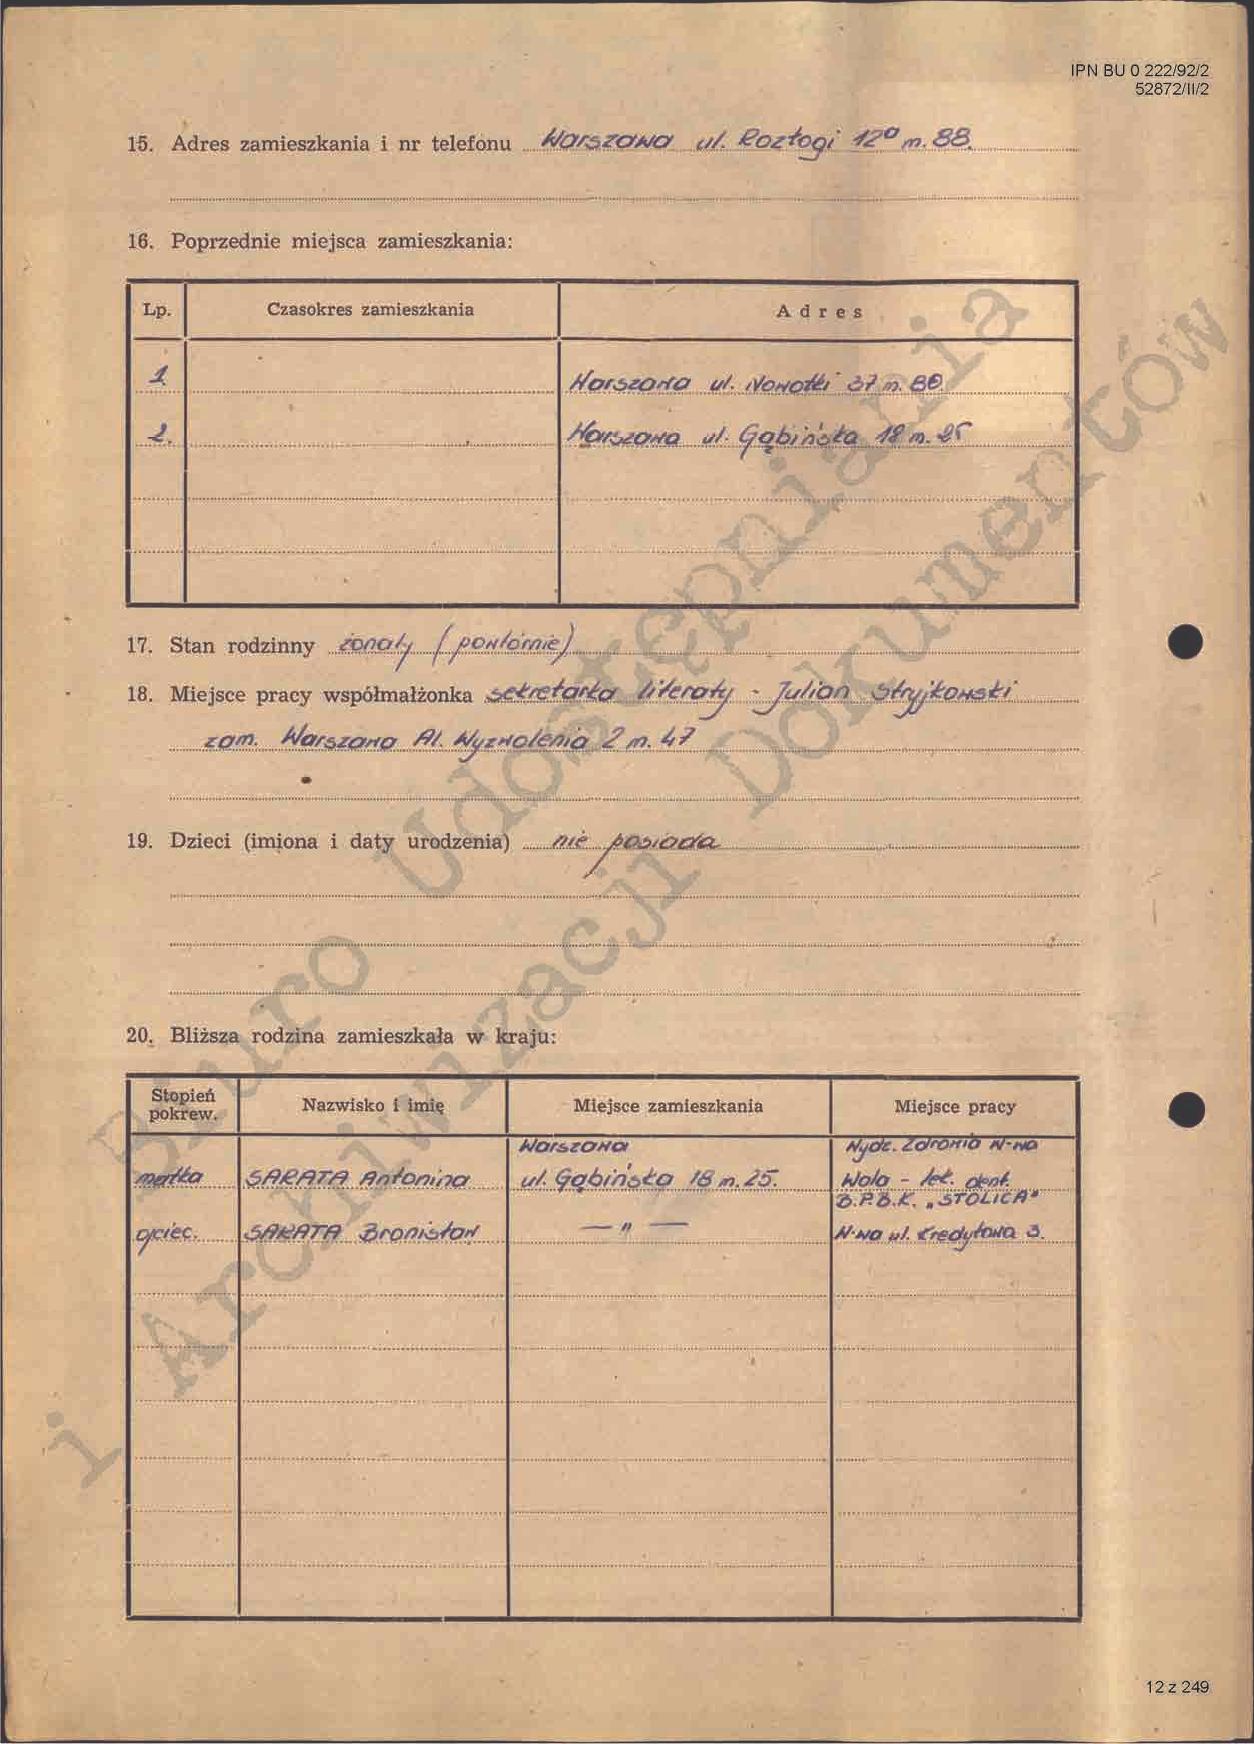 IPN BU 0 222/92/2
52872/II/2
15. Adres zamieszkania i nr telefonu Warszawa ul. Rozłogi 12a m. 88.
16. Poprzednie miejsca zamieszkania:
Lp. Czasokres zamieszkania Adres
1. Warszawa ul. Nowotki 37 m. 80
2. Warszawa ul. Gąbińska 18 m. 25
17. Stan rodzinny żonaty (powtórnie)
18. Miejsce pracy współmałżonka sekretarka literaty - Julian Stryjkowski
zam. Warszawa Al. Wyzwolenia 2 m. 47
19. Dzieci (imiona i daty urodzenia) nie posiada
20. Bliższa rodzina zamieszkała w kraju:
Stopień pokrew. Nazwisko i imię Miejsce zamieszkania Miejsce pracy
Warszawa Wydz. Zdrowia W-wa
matka SARATA Antonina ul. Gąbińska 18 m. 25. Wola - lek. dent.
B.P.B.K. „STOLICA"
ojciec. SARATA Bronisław — " — W-wa ul. Kredytowa 3.
Biuro Udostępniania
i Archiwizacji Dokumentów
12 z 249